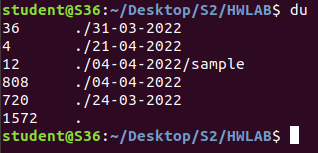 student@S36:~/Desktop/S2/HWLAB$ du
36 ./31-03-2022
4 ./21-04-2022
12 ./04-04-2022/sample
808 ./04-04-2022
720 ./24-03-2022
1572 .
student@S36:~/Desktop/S2/HWLAB$